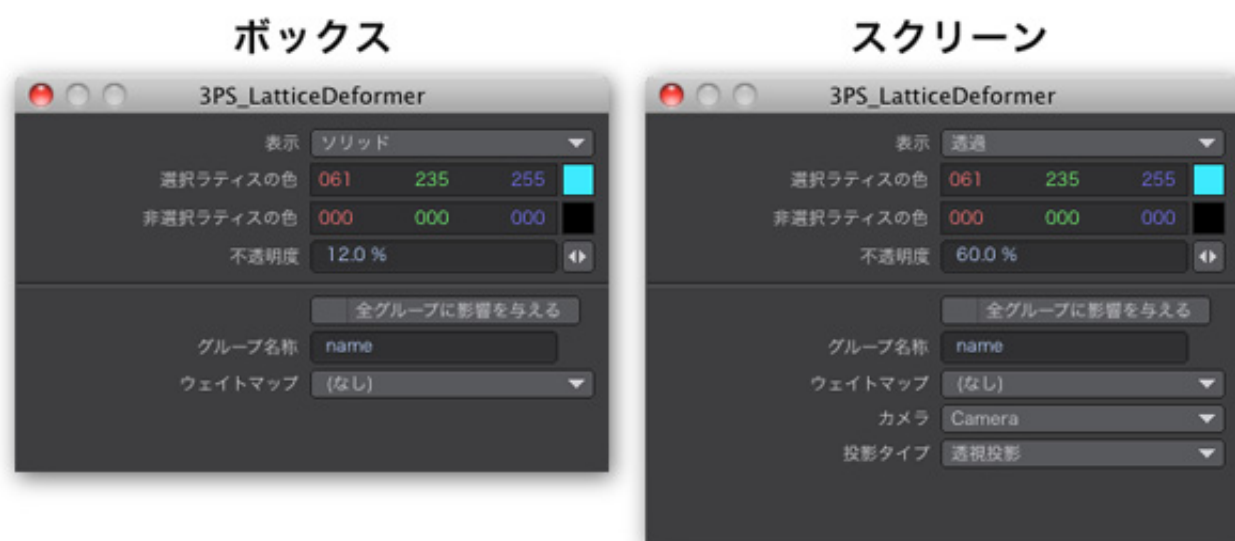 ボックス
3PS_LatticeDeformer
表示 ソリッド
選択ラティスの色 061 235 255
非選択ラティスの色 000 000 000
不透明度 12.0 %
全グループに影響を与える
グループ名称 name
ウェイトマップ (なし)
スクリーン
3PS_LatticeDeformer
表示 透過
選択ラティスの色 061 235 255
非選択ラティスの色 000 000 000
不透明度 60.0 %
全グループに影響を与える
グループ名称 name
ウェイトマップ (なし)
カメラ Camera
投影タイプ 透視投影